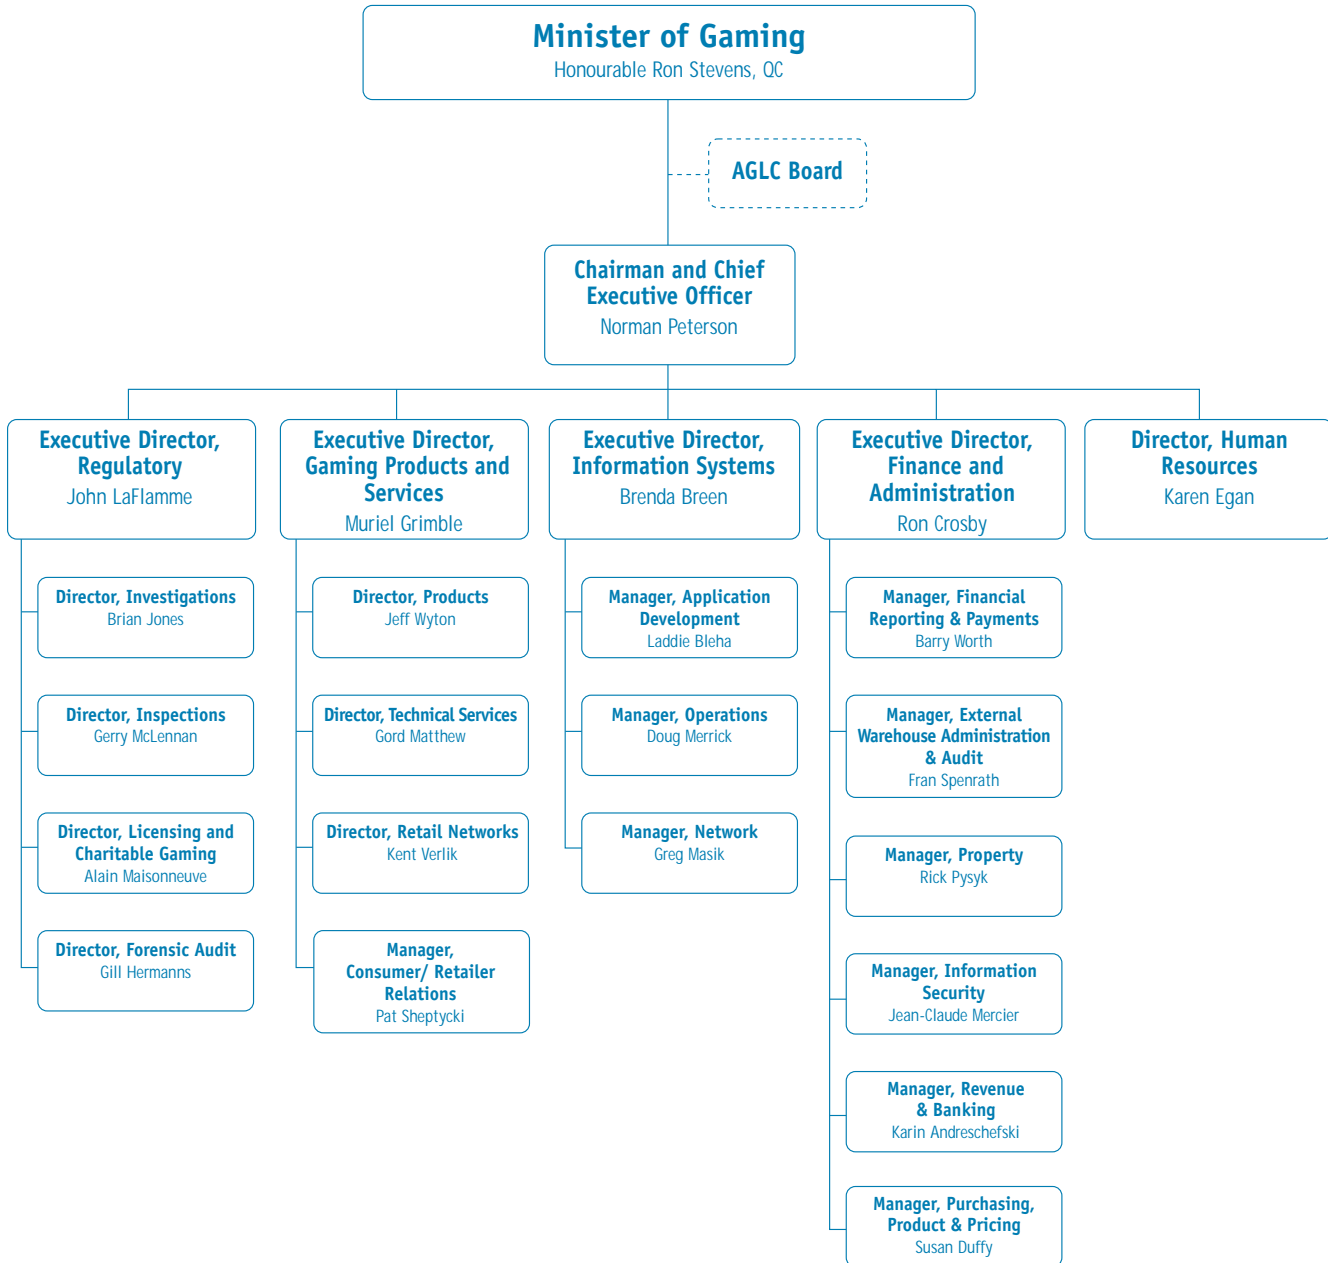 Minister of Gaming
Honourable Ron Stevens, QC
AGLC Board
Chairman and Chief
Executive Officer
Norman Peterson
Executive Director,
Regulatory
John LaFlamme
Executive Director,
Gaming Products and
Services
Muriel Grimble
Executive Director,
Information Systems
Brenda Breen
Executive Director,
Finance and
Administration
Ron Crosby
Director, Human
Resources
Karen Egan
Director, Investigations
Brian Jones
Director, Inspections
Gerry McLennan
Director, Licensing and
Charitable Gaming
Alain Maisonneuve
Director, Forensic Audit
Gill Hermanns
Director, Products
Jeff Wyton
Director, Technical Services
Gord Matthew
Director, Retail Networks
Kent Verlik
Manager,
Consumer/ Retailer
Relations
Pat Sheptycki
Manager, Application
Development
Laddie Bleha
Manager, Operations
Doug Merrick
Manager, Network
Greg Masik
Manager, Financial
Reporting & Payments
Barry Worth
Manager, External
Warehouse Administration
& Audit
Fran Spenrath
Manager, Property
Rick Pysyk
Manager, Information
Security
Jean-Claude Mercier
Manager, Revenue
& Banking
Karin Andreschefski
Manager, Purchasing,
Product & Pricing
Susan Duffy